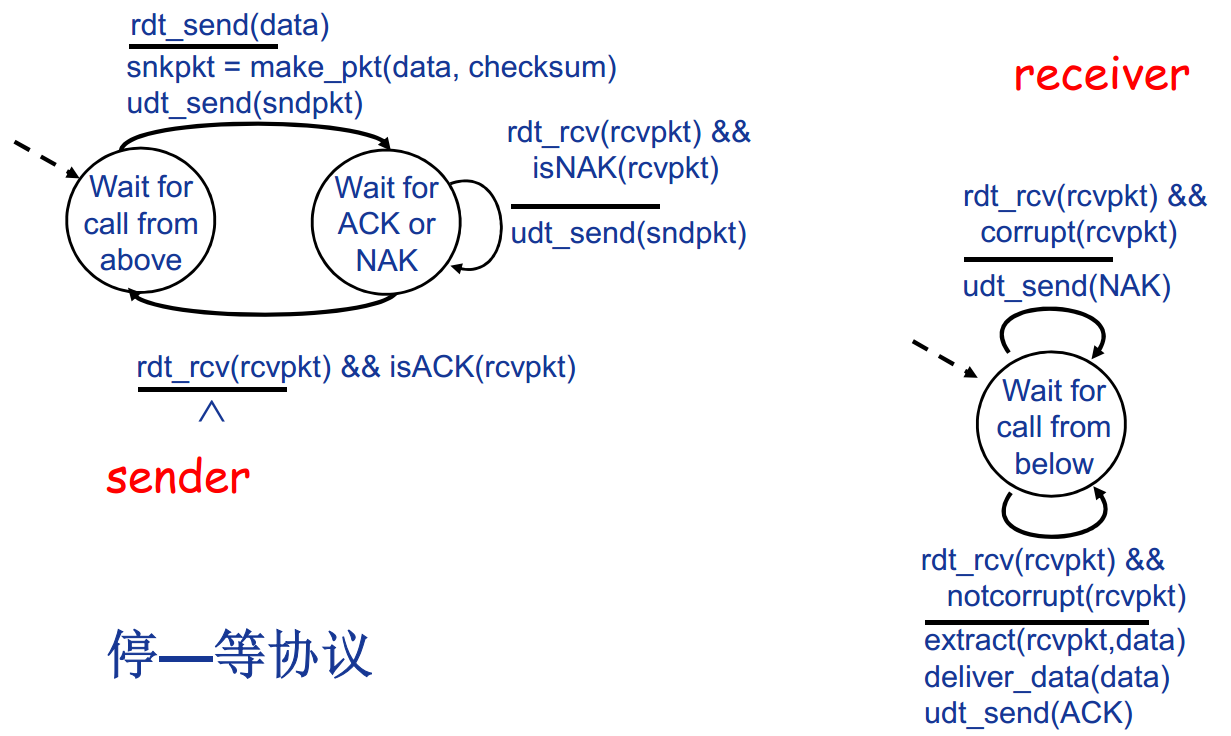 rdt_send(data)
snkpkt = make_pkt(data, checksum)
udt_send(sndpkt)
Wait for
call from
above
Wait for
ACK or
NAK
rdt_rcv(rcvpkt) &&
isNAK(rcvpkt)
udt_send(sndpkt)
rdt_rcv(rcvpkt) && isACK(rcvpkt)
Λ
sender
停—等协议
receiver
rdt_rcv(rcvpkt) &&
corrupt(rcvpkt)
udt_send(NAK)
Wait for
call from
below
rdt_rcv(rcvpkt) &&
notcorrupt(rcvpkt)
extract(rcvpkt,data)
deliver_data(data)
udt_send(ACK)